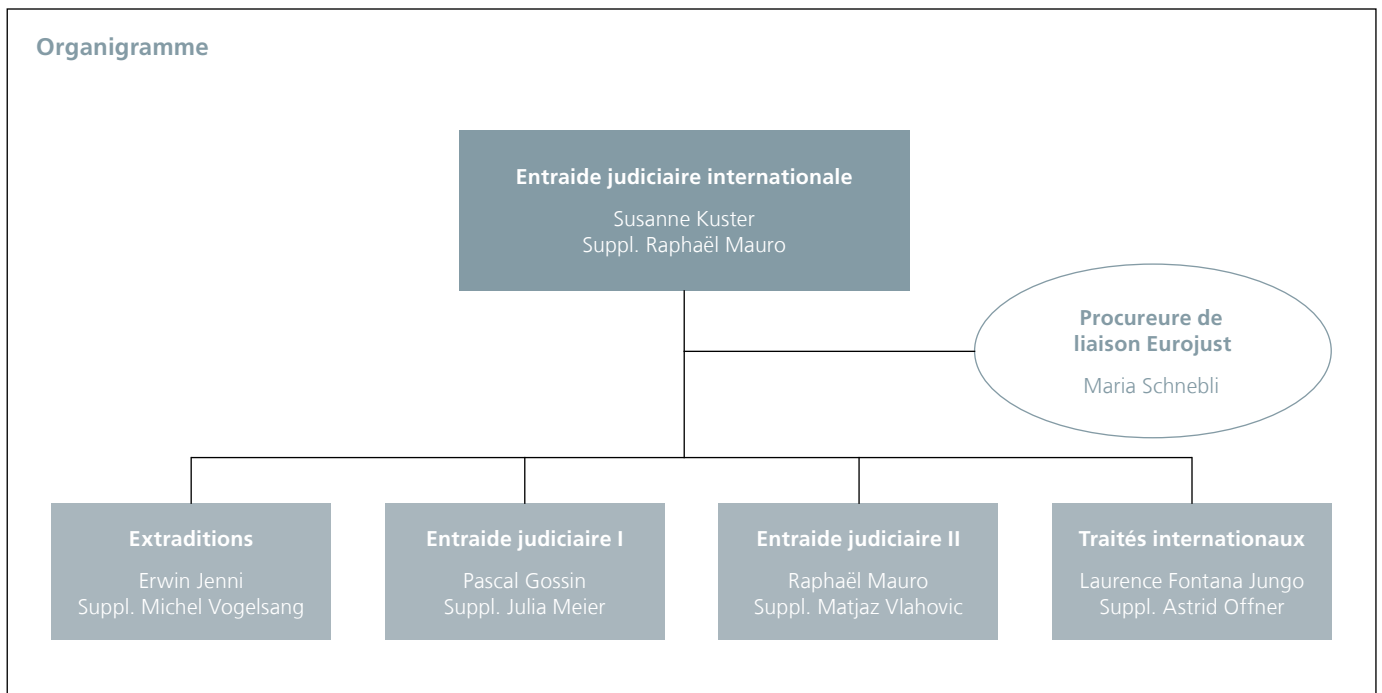 Organigramme
Entraide judiciaire internationale
Susanne Kuster
Suppl. Raphaël Mauro
Procureure de
liaison Eurojust
Maria Schnebli
Extraditions
Erwin Jenni
Suppl. Michel Vogelsang
Entraide judiciaire I
Pascal Gossin
Suppl. Julia Meier
Entraide judiciaire II
Raphaël Mauro
Suppl. Matjaz Vlahovic
Traités internationaux
Laurence Fontana Jungo
Suppl. Astrid Offner